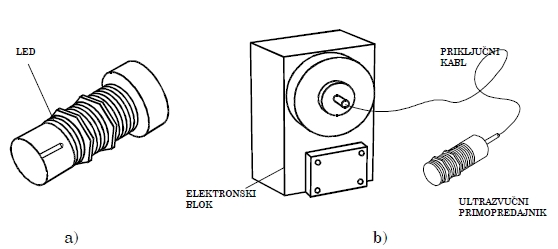 LED
PRIKLJUČNI
KABL
ELEKTRONSKI
BLOK
ULTRAZVUČNI
PRIMOPREDAJNIK
a)
b)